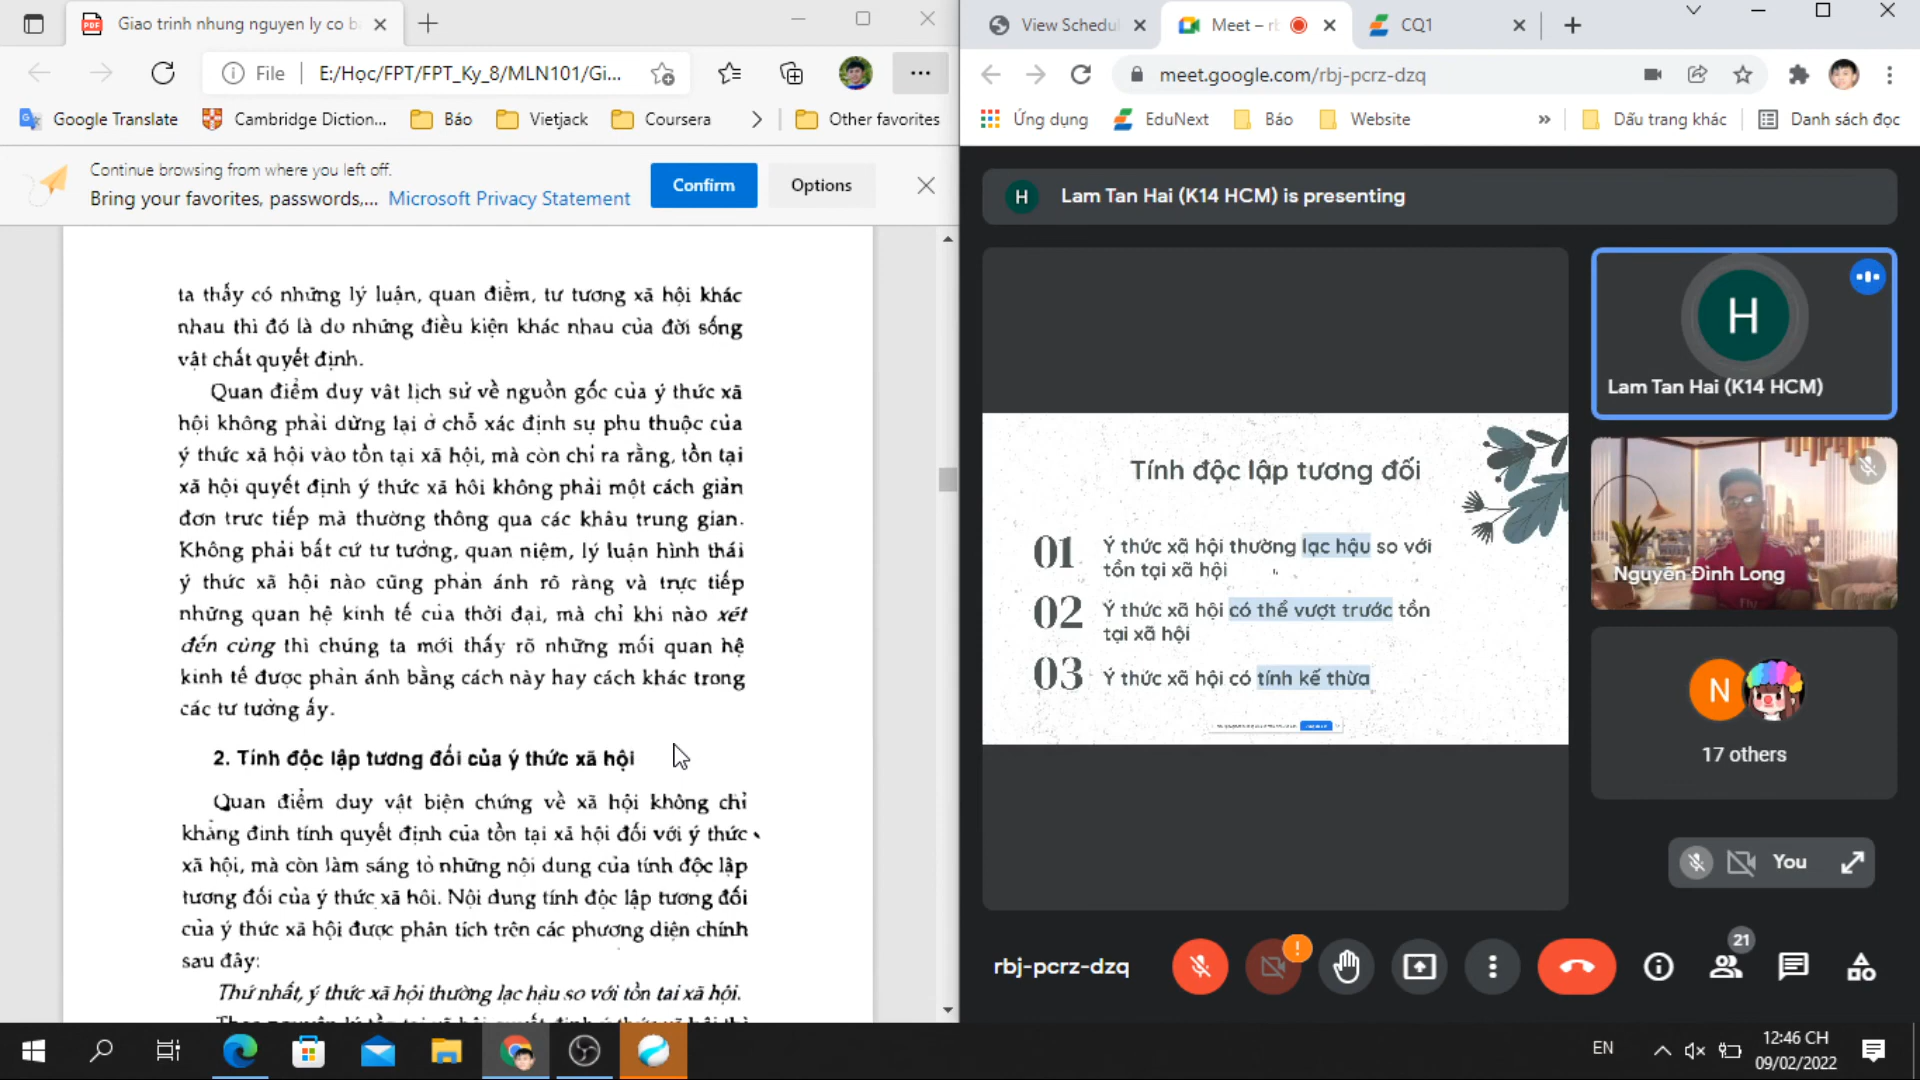 Giao trinh nhung nguyen ly co b
File
E:/Học/FPT/FPT_Ky_8/MLN101/Gi...
Google Translate
Cambridge Diction...
Báo
Vietjack
Coursera
Other favorites
Continue browsing from where you left off.
Bring your favorites, passwords,... Microsoft Privacy Statement
Confirm
Options
ta thấy có những lý luận, quan điểm, tư tương xã hội khác
nhau thì đó là do những điều kiện khác nhau của đời sống
vật chất quyết định.
Quan điểm duy vật lịch sử về nguồn gốc của ý thức xã
hội không phải dừng lại ở chỗ xác định sự phu thuộc của
ý thức xã hội vào tồn tại xã hội, mà còn chỉ ra rằng, tồn tại
xã hội quyết định ý thức xã hôi không phải một cách giản
đơn trưc tiếp mà thường thông qua các khâu trung gian.
Không phải bất cứ tư tưởng, quan niệm, lý luận hình thái
ý thức xã hội nào cũng phản ánh rõ ràng và trực tiếp
những quan hệ kinh tế của thời đại, mà chỉ khi nào xét
đến cùng thì chúng ta mới thấy rõ những mối quan hệ
kinh tế được phản ánh bằng cách này hay cách khác trong
các tư tưởng ấy.
2. Tính độc lập tương đối của ý thức xã hội
Quan điểm duy vật biện chứng về xã hội không chỉ
khảng đinh tính quyết định của tồn tại xã hội đối với ý thức
xã hội, mà còn làm sáng tỏ những nội dung của tính độc lập
tương đối của ý thức xã hôi. Nội dung tính độc lập tương đối
của ý thức xã hội được phân tích trên các phương diện chính
sau đây:
Thứ nhất, ý thức xã hội thường lạc hậu so với tồn tai xã hội.
View Schedul
Meet – rb
CQ1
meet.google.com/rbj-pcrz-dzq
Ứng dụng
EduNext
Báo
Website
Dấu trang khác
Danh sách đọc
H
Lam Tan Hai (K14 HCM) is presenting
Tính độc lập tương đối
01 Ý thức xã hội thường lạc hậu so với
tồn tại xã hội
02 Ý thức xã hội có thể vượt trước tồn
tại xã hội
03 Ý thức xã hội có tính kế thừa
H
Lam Tan Hai (K14 HCM)
Nguyễn Đình Long
N
17 others
You
rbj-pcrz-dzq
21
EN
12:46 CH
09/02/2022